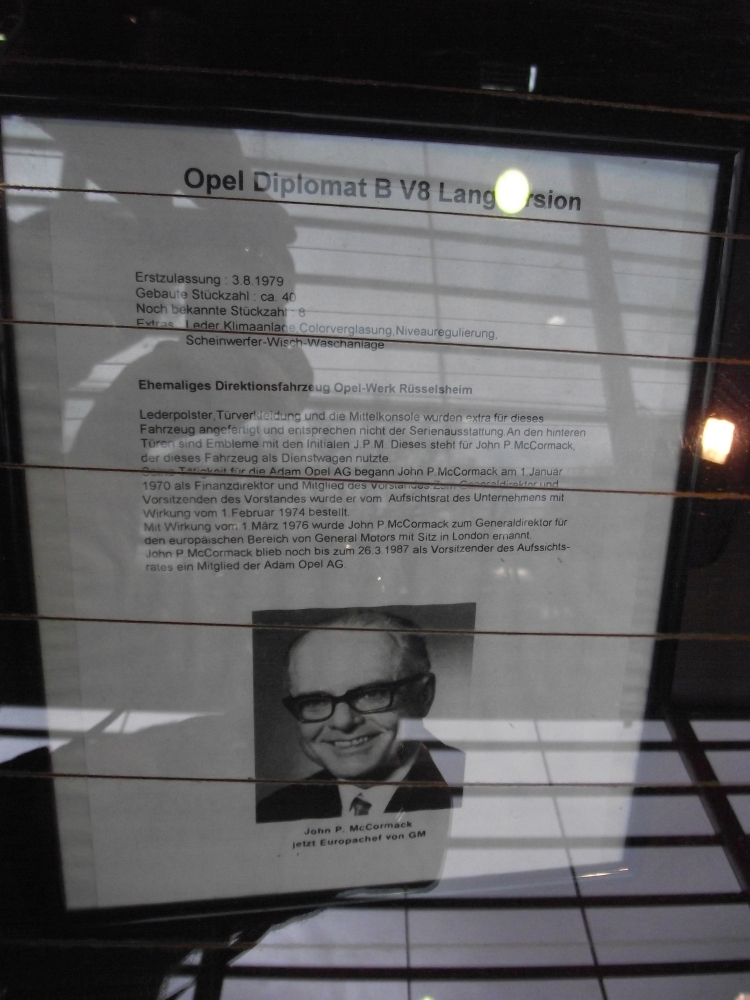 Opel Diplomat B V8 Langversion
Erstzulassung : 3.8.1979
Gebaute Stückzahl : ca. 40
Noch bekannte Stückzahl : 8
Extras : Leder,Klimaanlage,Colorverglasung,Niveauregulierung,
Scheinwerfer-Wisch-Waschanlage
Ehemaliges Direktionsfahrzeug Opel-Werk Rüsselsheim
Lederpolster,Türverkleidung und die Mittelkonsole wurden extra für dieses
Fahrzeug angefertigt und entsprechen nicht der Serienausstattung.An den hinteren
Türen sind Embleme mit den Initialen J.P.M. Dieses steht für John P.McCormack,
der dieses Fahrzeug als Dienstwagen nutzte.
Seine Tätigkeit für die Adam Opel AG begann John P.McCormack am 1.Januar
1970 als Finanzdirektor und Mitglied des Vorstandes. Zum Generaldirektor und
Vorsitzenden des Vorstandes wurde er vom Aufsichtsrat des Unternehmens mit
Wirkung vom 1.Februar 1974 bestellt.
Mit Wirkung vom 1.März 1976 wurde John P.McCormack zum Generaldirektor für
den europäischen Bereich von General Motors mit Sitz in London ernannt.
John P.McCormack blieb noch bis zum 26.3.1987 als Vorsitzender des Aufssichts-
rates ein Mitglied der Adam Opel AG.
John P. McCormack
jetzt Europachef von GM